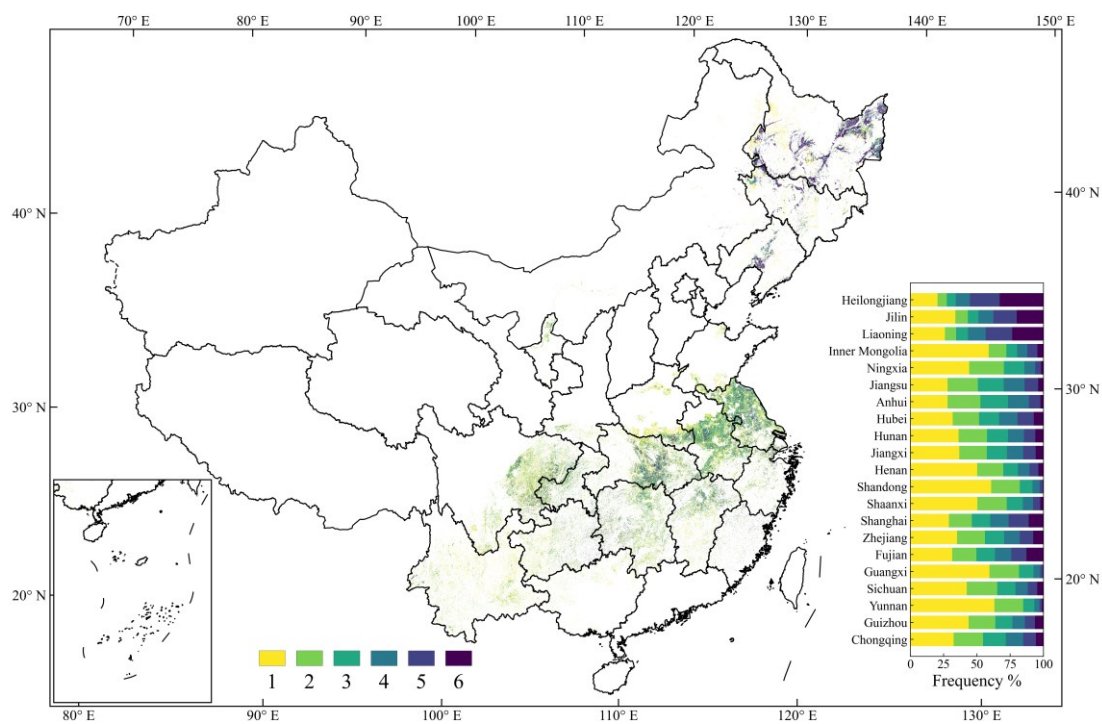 70° E 80° E 90° E 100° E 110° E 120° E 130° E 140° E 150° E
40° N
40° N
30° N
30° N
20° N
20° N
Heilongjiang
Jilin
Liaoning
Inner Mongolia
Ningxia
Jiangsu
Anhui
Hubei
Hunan
Jiangxi
Henan
Shandong
Shaanxi
Shanghai
Zhejiang
Fujian
Guangxi
Sichuan
Yunnan
Guizhou
Chongqing
0 25 50 75 100
Frequency %
1 2 3 4 5 6
80° E 90° E 100° E 110° E 120° E 130° E